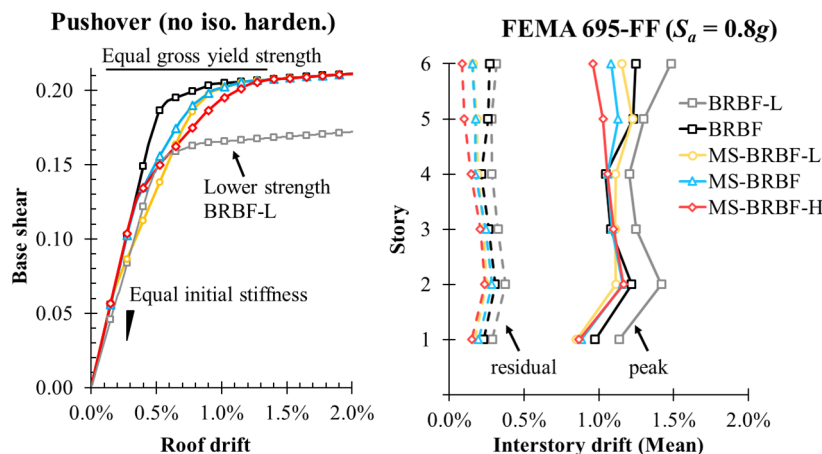 Pushover (no iso. harden.)
Equal gross yield strength
0.20
0.15
0.10
0.05
0.00
Base shear
Lower strength
BRBF-L
Equal initial stiffness
0.0%
0.5%
1.0%
1.5%
2.0%
Roof drift
FEMA 695-FF (Sa = 0.8g)
6
5
4
3
2
1
Story
BRBF-L
BRBF
MS-BRBF-L
MS-BRBF
MS-BRBF-H
residual
peak
0.0%
0.5%
1.0%
1.5%
2.0%
Interstory drift (Mean)